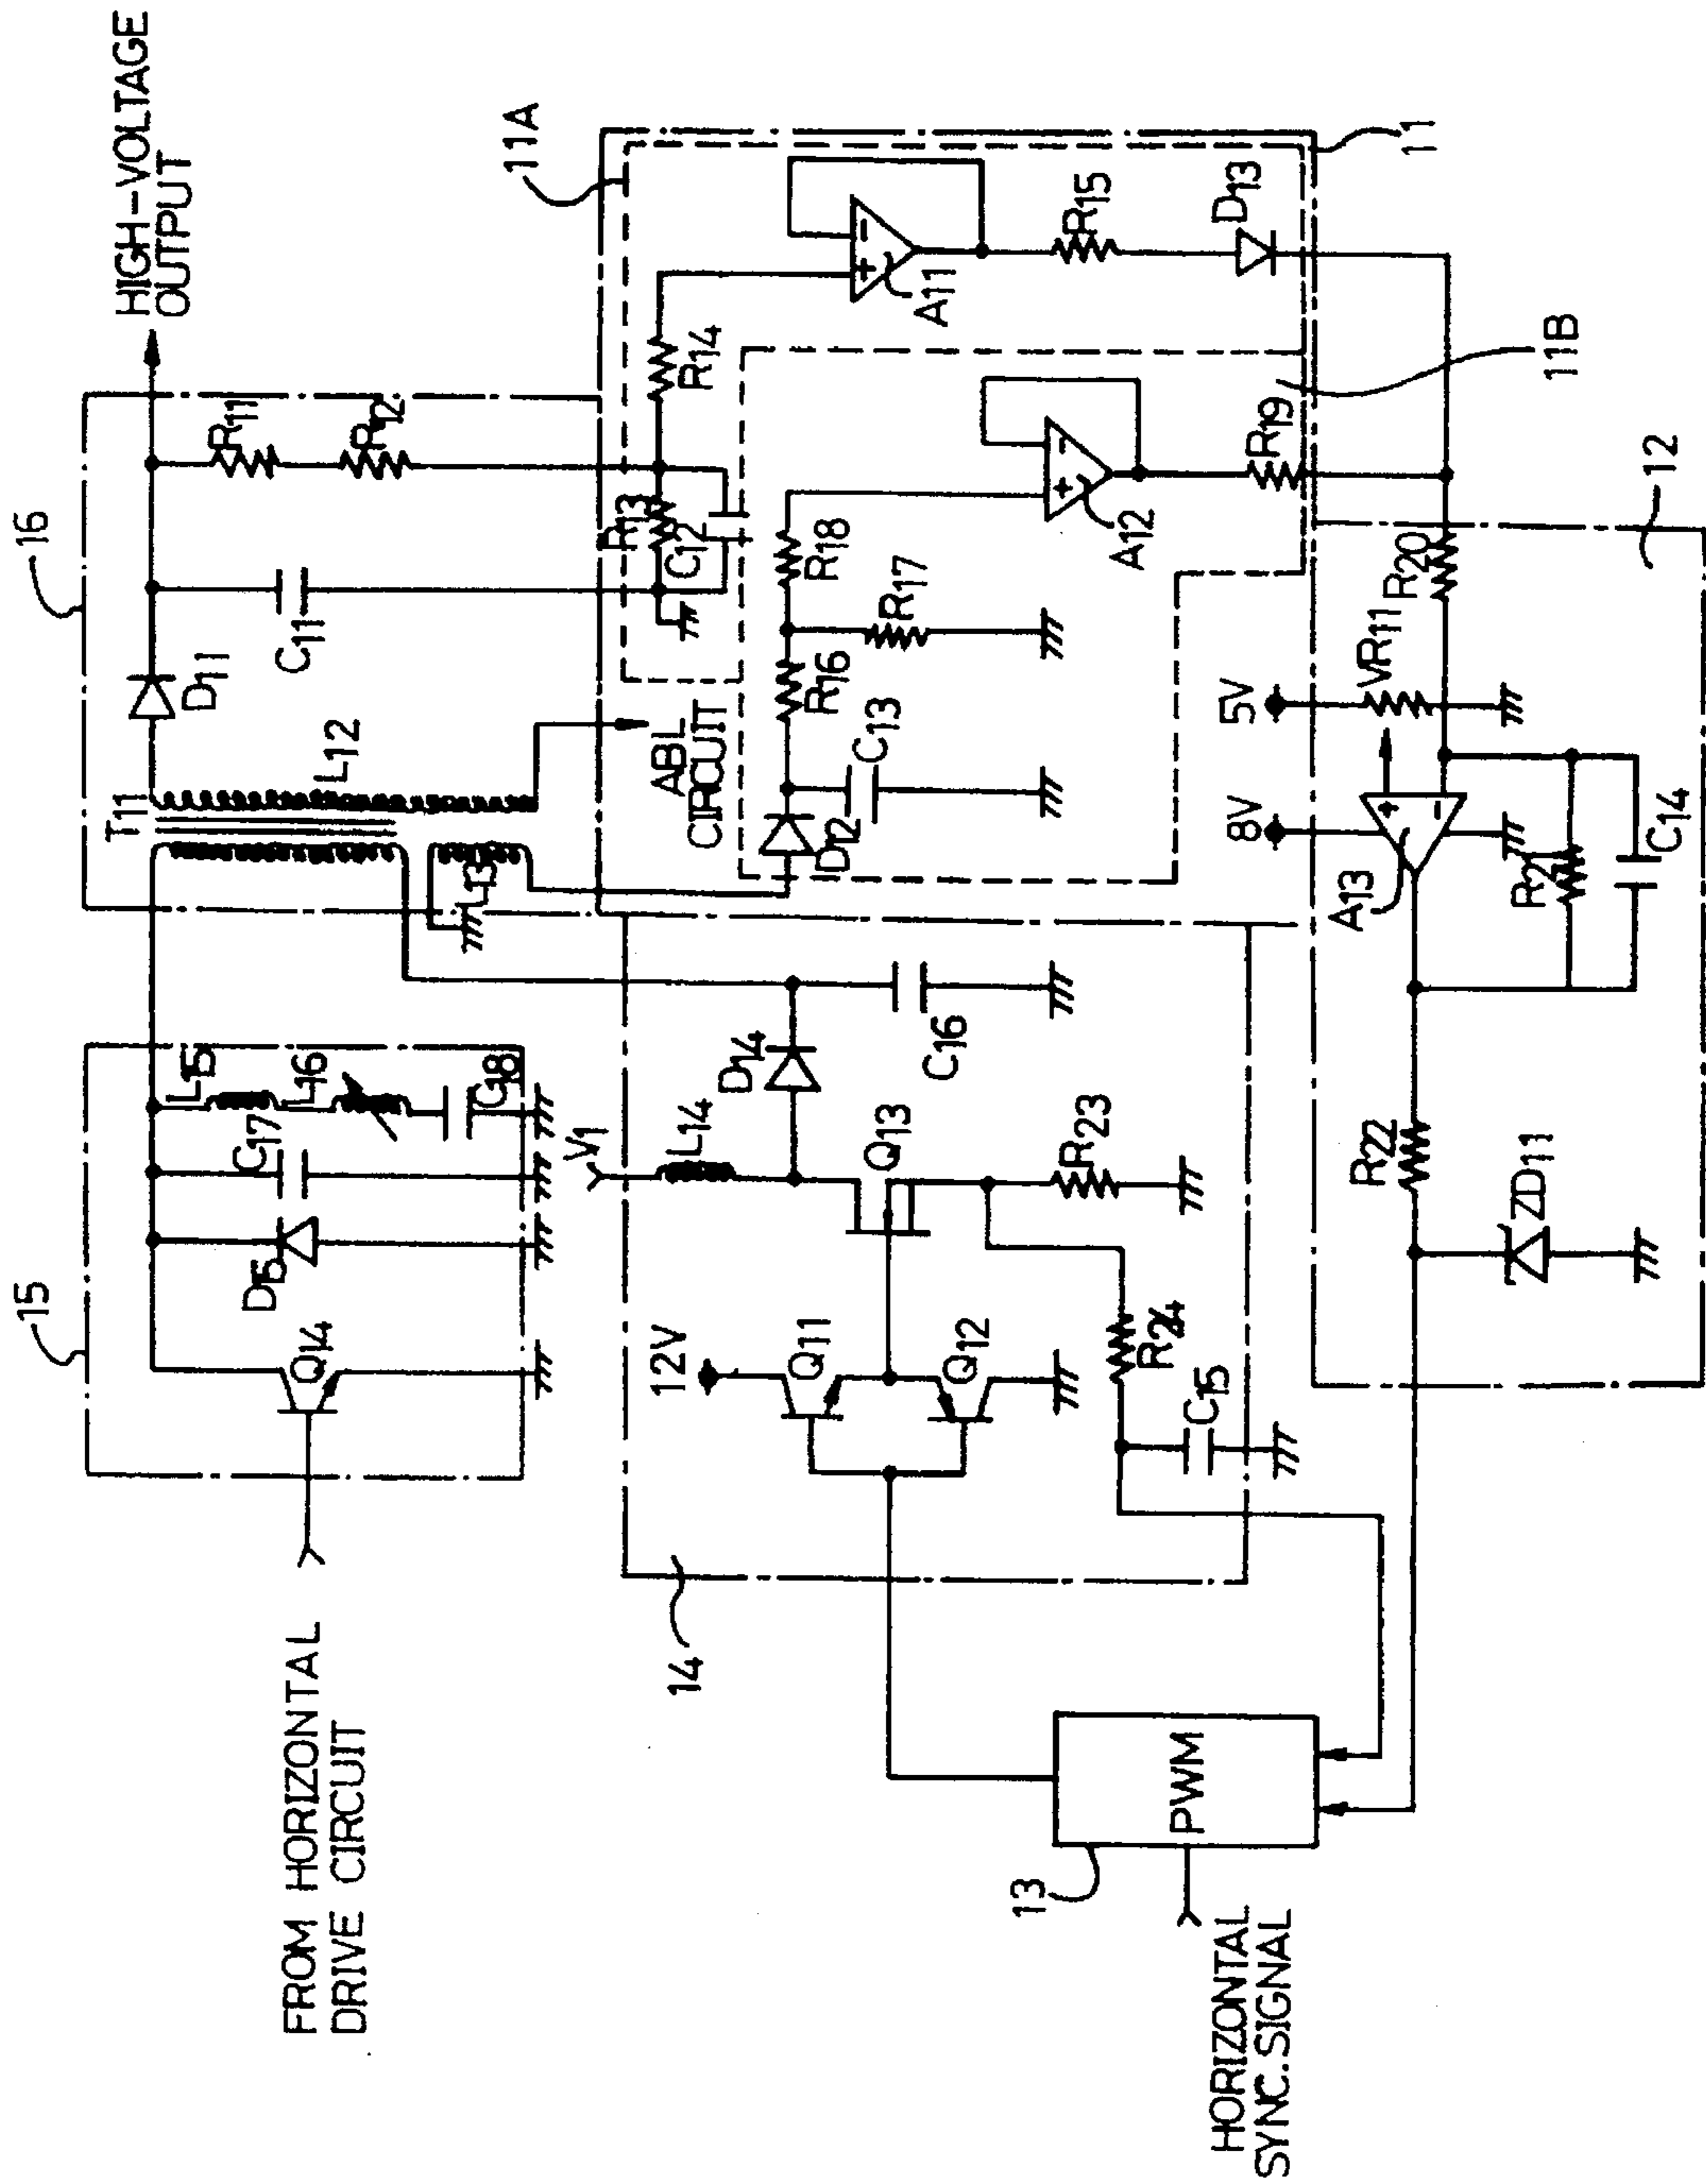 HIGH-VOLTAGE
OUTPUT
16
11A
15
T11
L12
D11
C11
R11
R12
R13
C12
R14
A11
R15
D13
11
L13
ABL
CIRCUIT
D12
C13
R16
R17
R18
A12
R19
11B
L15
L16
C18
C17
D15
Q14
FROM HORIZONTAL
DRIVE CIRCUIT
V1
L14
D14
C16
Q13
R23
12V
Q11
Q12
R24
C15
14
5V
VR11
R20
12
8V
A13
R21
C14
R22
ZD11
PWM
13
HORIZONTAL
SYNC.SIGNAL